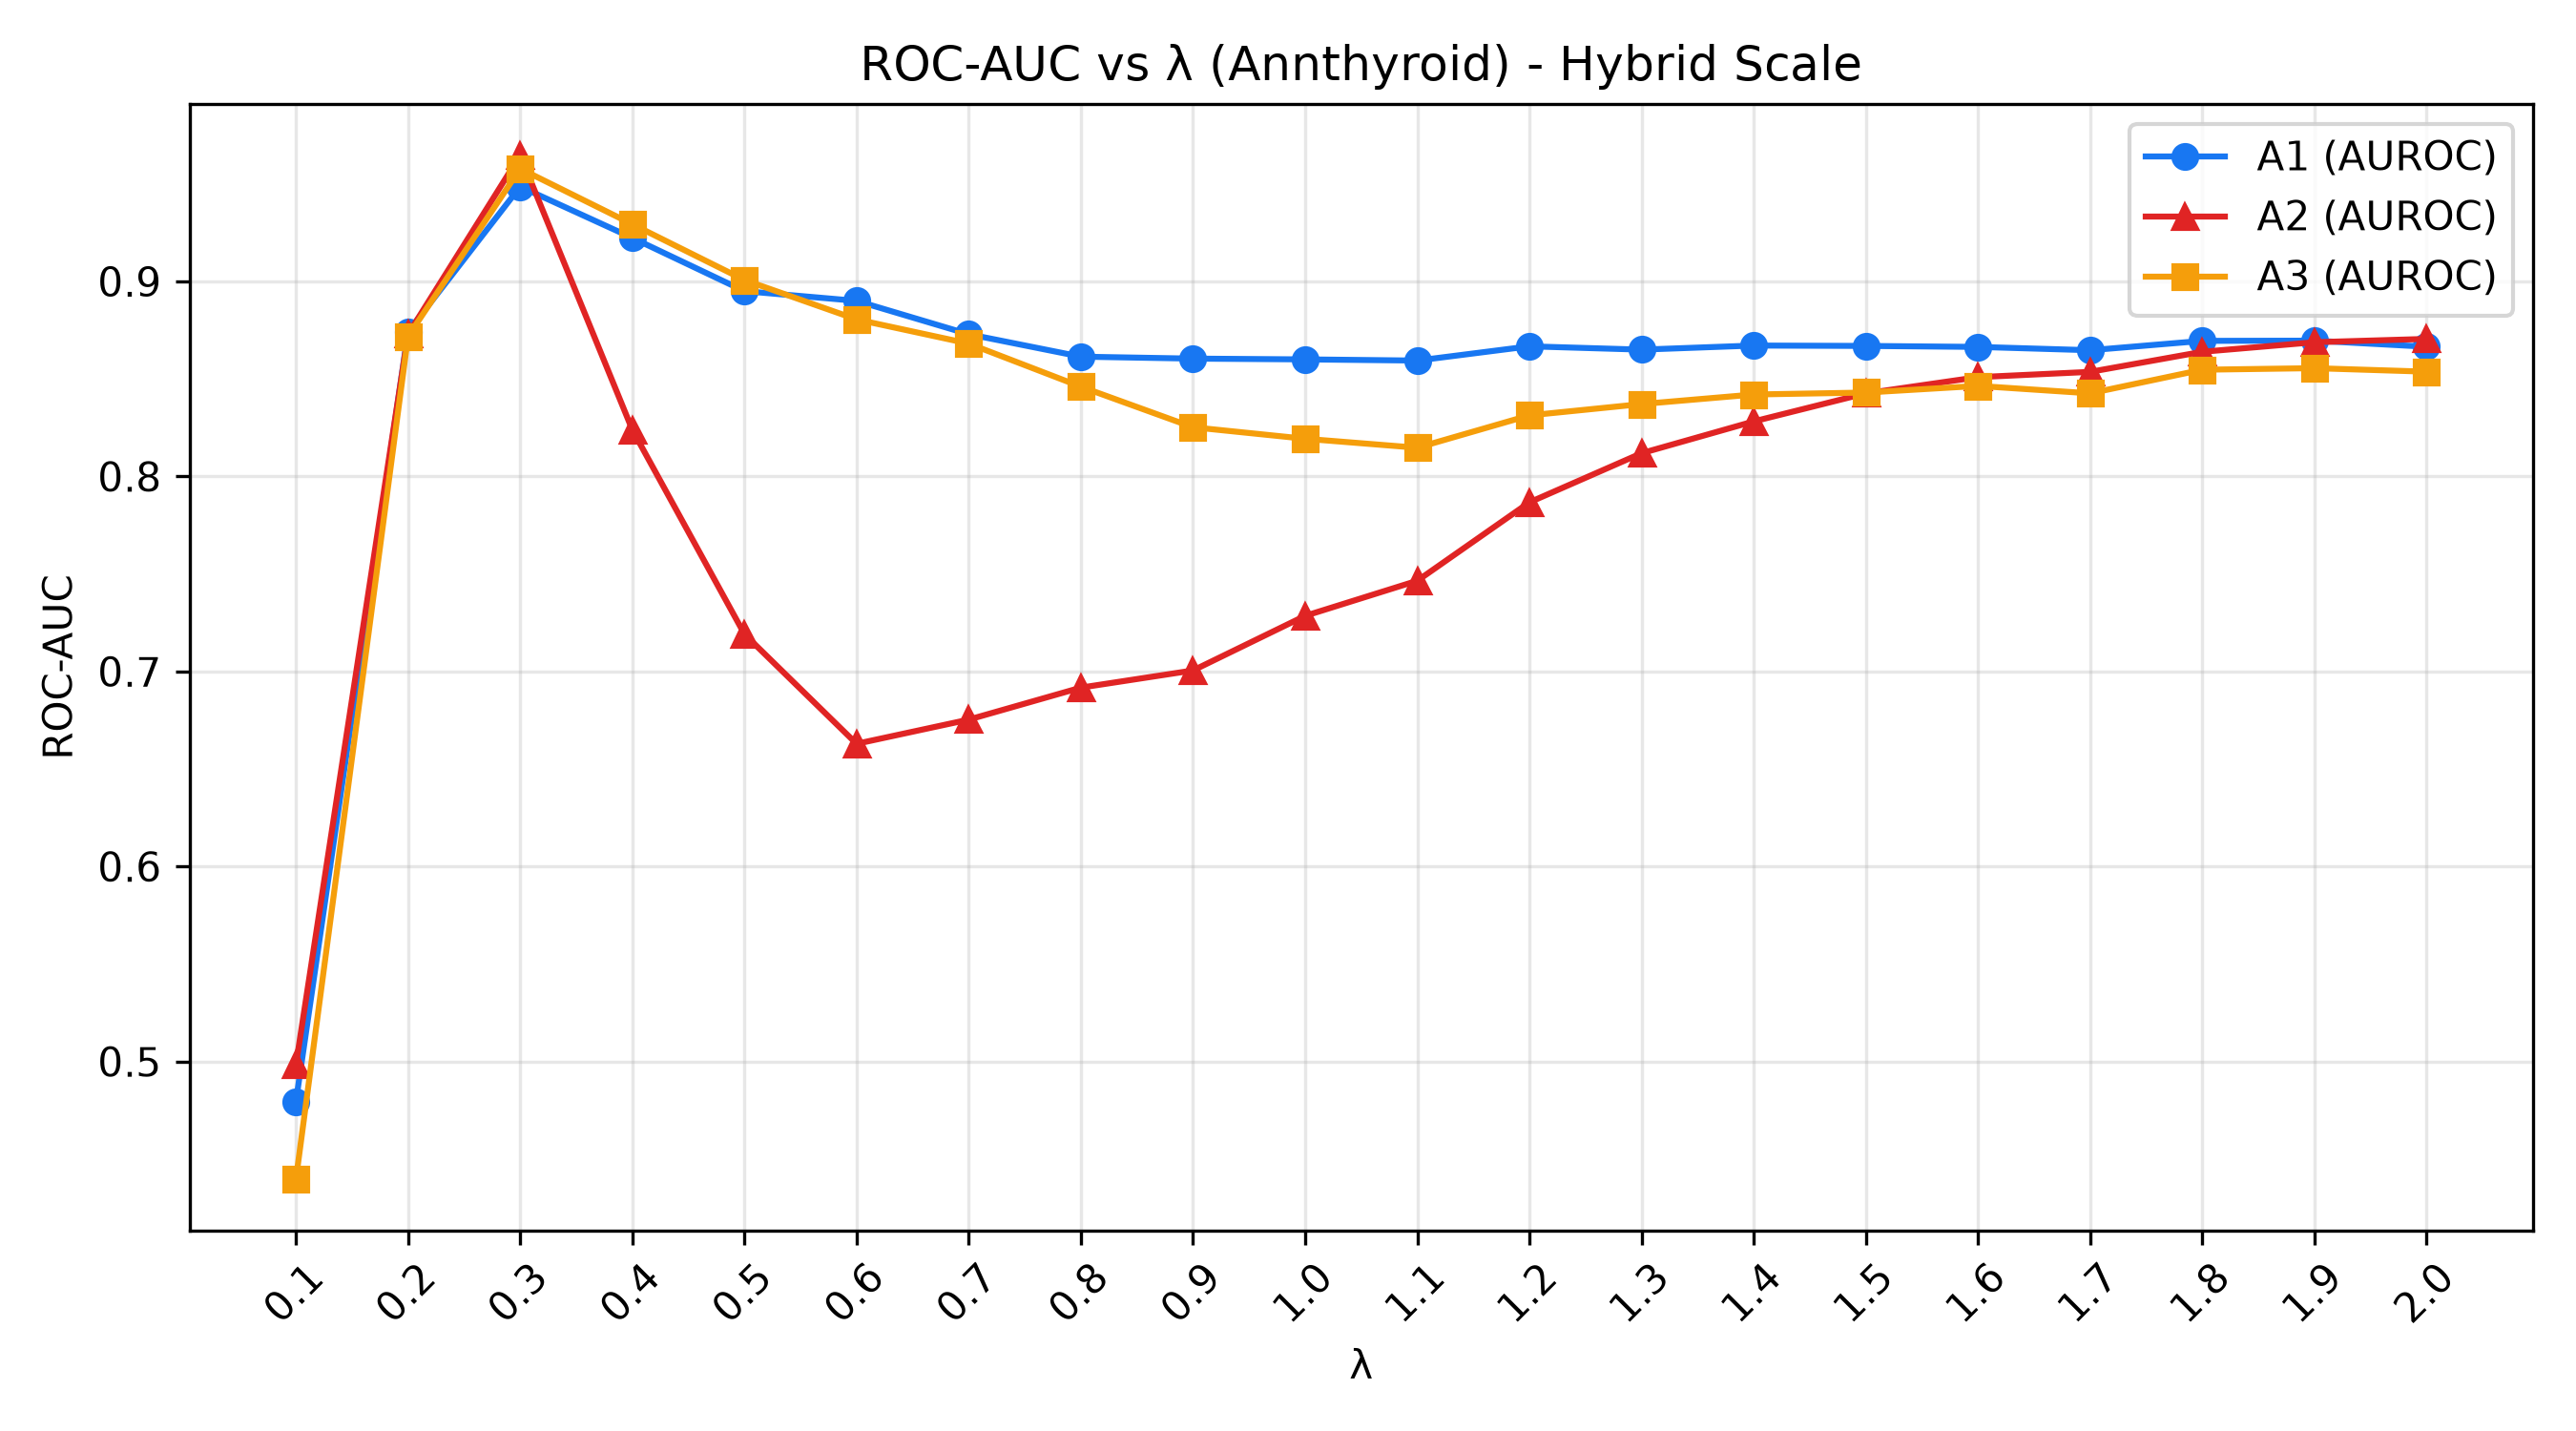 ROC-AUC vs λ (Annthyroid) - Hybrid Scale
A1 (AUROC)
A2 (AUROC)
A3 (AUROC)
ROC-AUC
0.9
0.8
0.7
0.6
0.5
0.1 0.2 0.3 0.4 0.5 0.6 0.7 0.8 0.9 1.0 1.1 1.2 1.3 1.4 1.5 1.6 1.7 1.8 1.9 2.0
λ